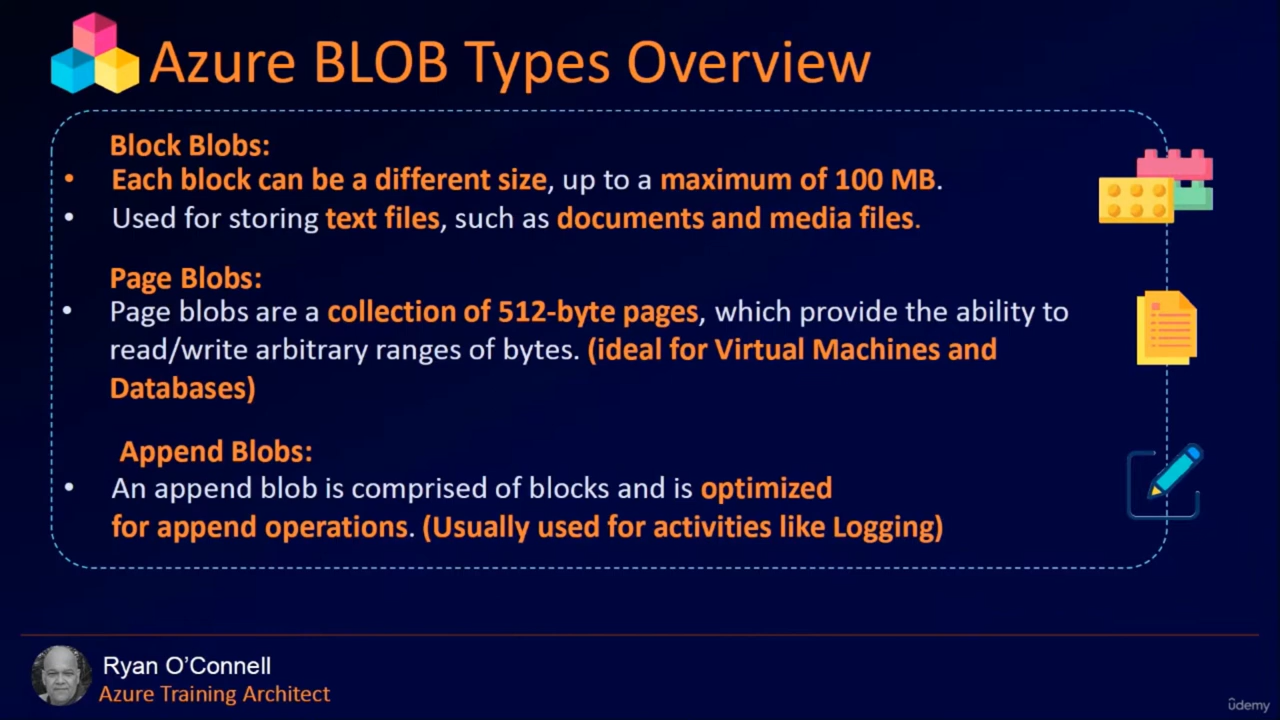 Azure BLOB Types Overview
Block Blobs:
• Each block can be a different size, up to a maximum of 100 MB.
• Used for storing text files, such as documents and media files.
Page Blobs:
• Page blobs are a collection of 512-byte pages, which provide the ability to
read/write arbitrary ranges of bytes. (ideal for Virtual Machines and
Databases)
Append Blobs:
• An append blob is comprised of blocks and is optimized
for append operations. (Usually used for activities like Logging)
Ryan O’Connell
Azure Training Architect
ûdemy